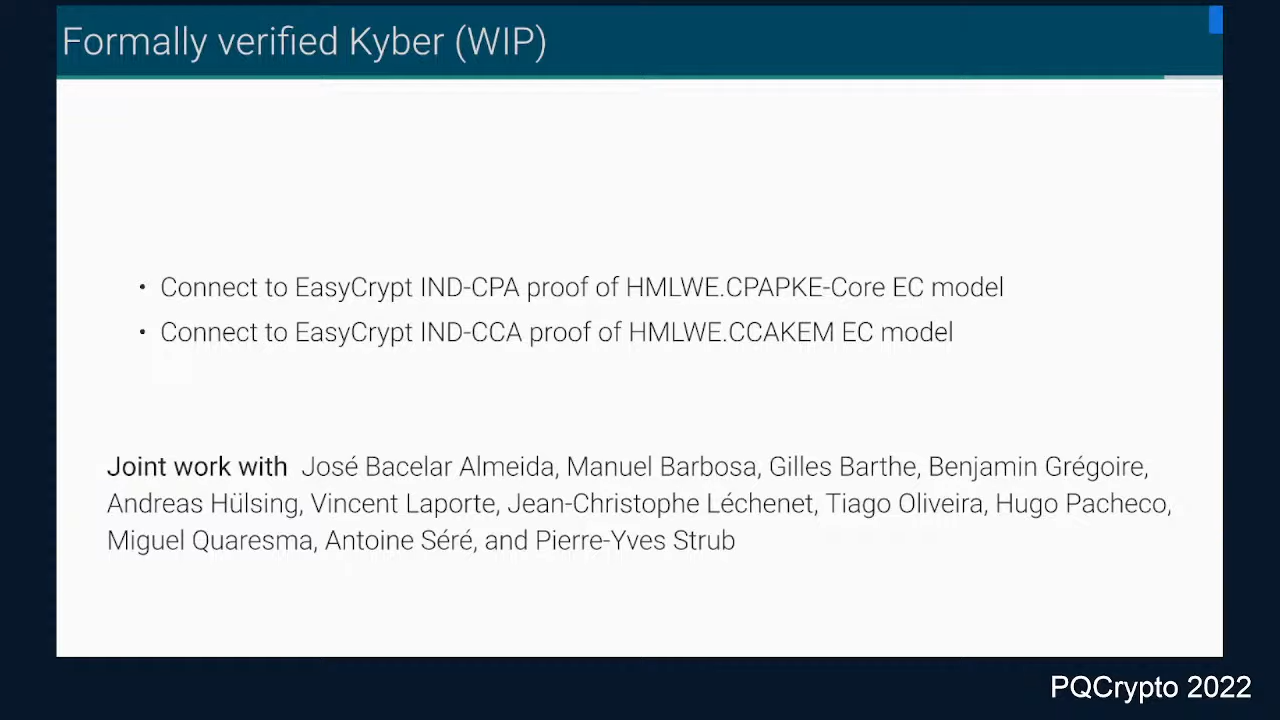 Formally verified Kyber (WIP)
• Connect to EasyCrypt IND-CPA proof of HMLWE.CPAPKE-Core EC model
• Connect to EasyCrypt IND-CCA proof of HMLWE.CCAKEM EC model
Joint work with José Bacelar Almeida, Manuel Barbosa, Gilles Barthe, Benjamin Grégoire,
Andreas Hülsing, Vincent Laporte, Jean-Christophe Léchenet, Tiago Oliveira, Hugo Pacheco,
Miguel Quaresma, Antoine Séré, and Pierre-Yves Strub
PQCrypto 2022